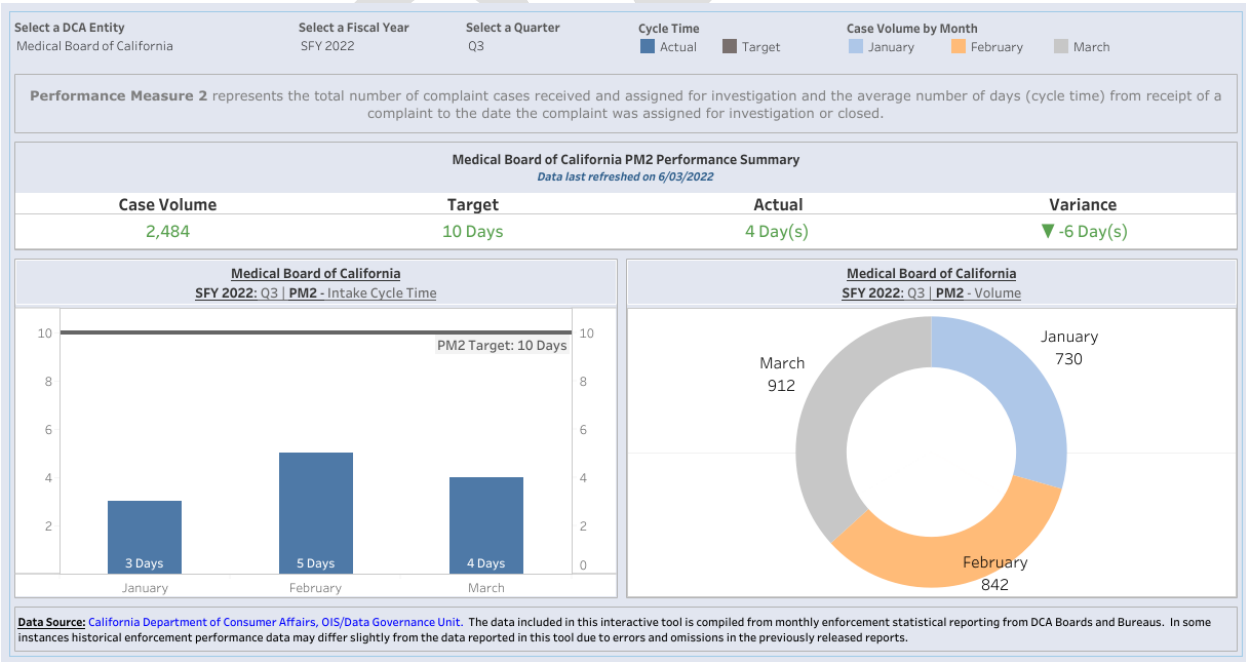 Select a DCA Entity
Medical Board of California
Select a Fiscal Year
SFY 2022
Select a Quarter
Q3
Cycle Time
Actual
Target
Case Volume by Month
January
February
March
Performance Measure 2 represents the total number of complaint cases received and assigned for investigation and the average number of days (cycle time) from receipt of a
complaint to the date the complaint was assigned for investigation or closed.
Medical Board of California PM2 Performance Summary
Data last refreshed on 6/03/2022
Case Volume
Target
Actual
Variance
2,484
10 Days
4 Day(s)
▼ -6 Day(s)
Medical Board of California
SFY 2022: Q3 | PM2 - Intake Cycle Time
10
8
6
4
2
PM2 Target: 10 Days
3 Days
5 Days
4 Days
10
8
6
4
2
0
January
February
March
Medical Board of California
SFY 2022: Q3 | PM2 - Volume
January
730
March
912
February
842
Data Source: California Department of Consumer Affairs, OIS/Data Governance Unit. The data included in this interactive tool is compiled from monthly enforcement statistical reporting from DCA Boards and Bureaus. In some
instances historical enforcement performance data may differ slightly from the data reported in this tool due to errors and omissions in the previously released reports.